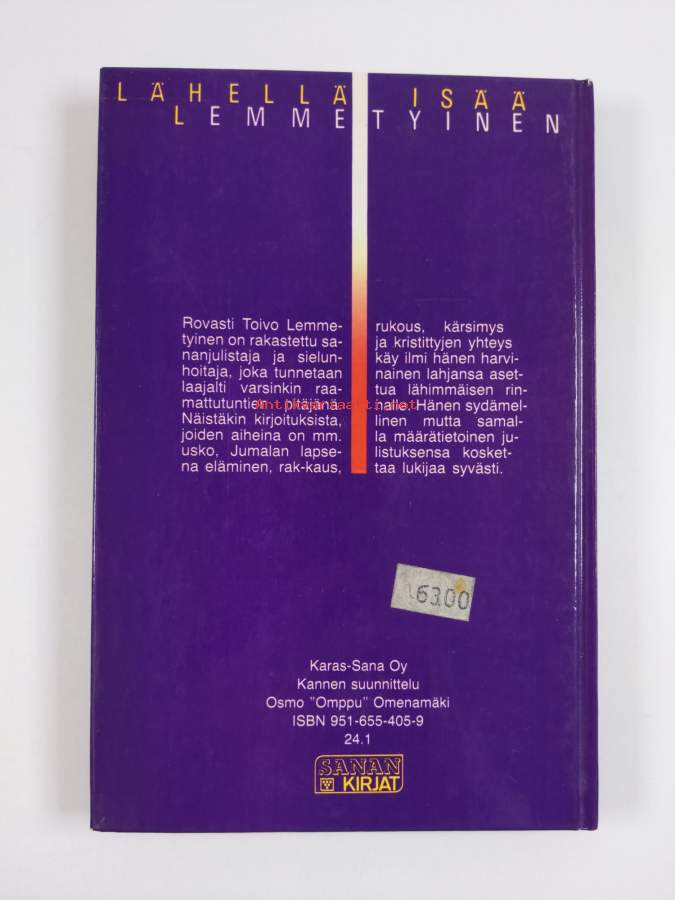 LÄHELLÄ ISÄÄ
LEMMETYINEN
Rovasti Toivo Lemme-
tyinen on rakastettu sa-
nanjulistaja ja sielun-
hoitaja, joka tunnetaan
laajalti varsinkin raa-
mattutuntien pitäjänä.
Näistäkin kirjoituksista,
joiden aiheina on mm.
usko, Jumalan lapse-
na eläminen, rak-kaus,
rukous, kärsimys
ja kristittyjen yhteys
käy ilmi hänen harvi-
nainen lahjansa aset-
tua lähimmäisen rin-
nalle. Hänen sydämel-
linen mutta samal-
la määrätietoinen ju-
listuksensa kosket-
taa lukijaa syvästi.
Antikvariaatti.net
63.00
Karas-Sana Oy
Kannen suunnittelu
Osmo "Omppu" Omenamäki
ISBN 951-655-405-9
24.1
SANAN
KIRJAT